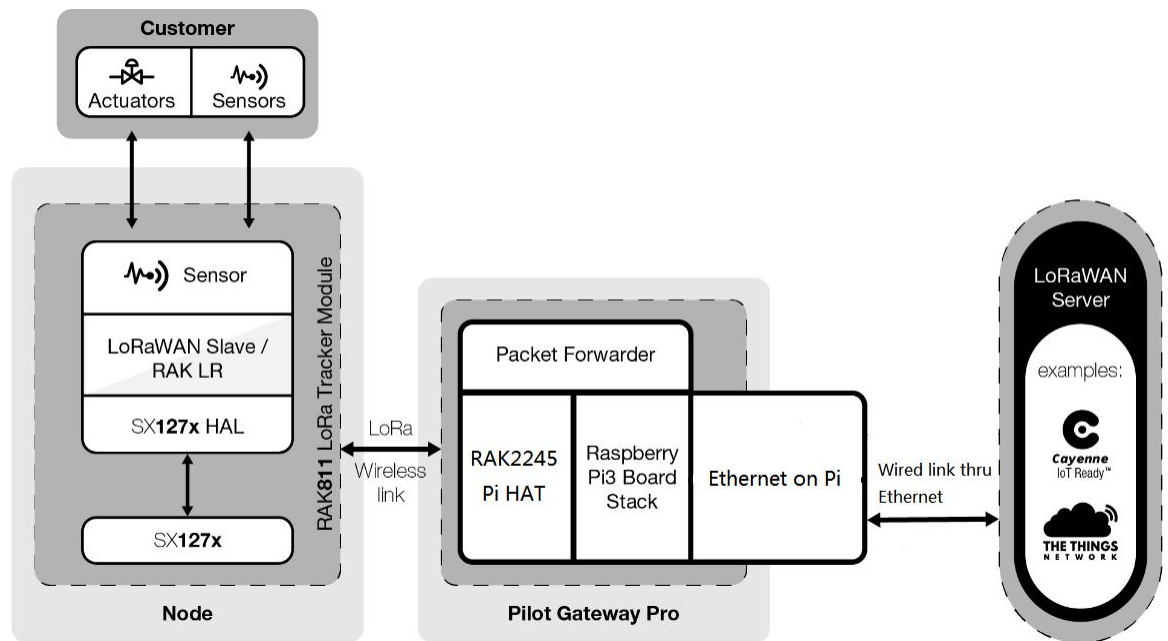 Customer
Actuators
Sensors
Sensor
LoRaWAN Slave /
RAK LR
SX127x HAL
SX127x
RAK811 LoRa Tracker Module
Node
LoRa
Wireless
link
Packet Forwarder
RAK2245
Pi HAT
Raspberry
Pi3 Board
Stack
Ethernet on Pi
Pilot Gateway Pro
Wired link thru
Ethernet
LoRaWAN
Server
examples:
Cayenne
IoT Ready™
THE THINGS
NETWORK